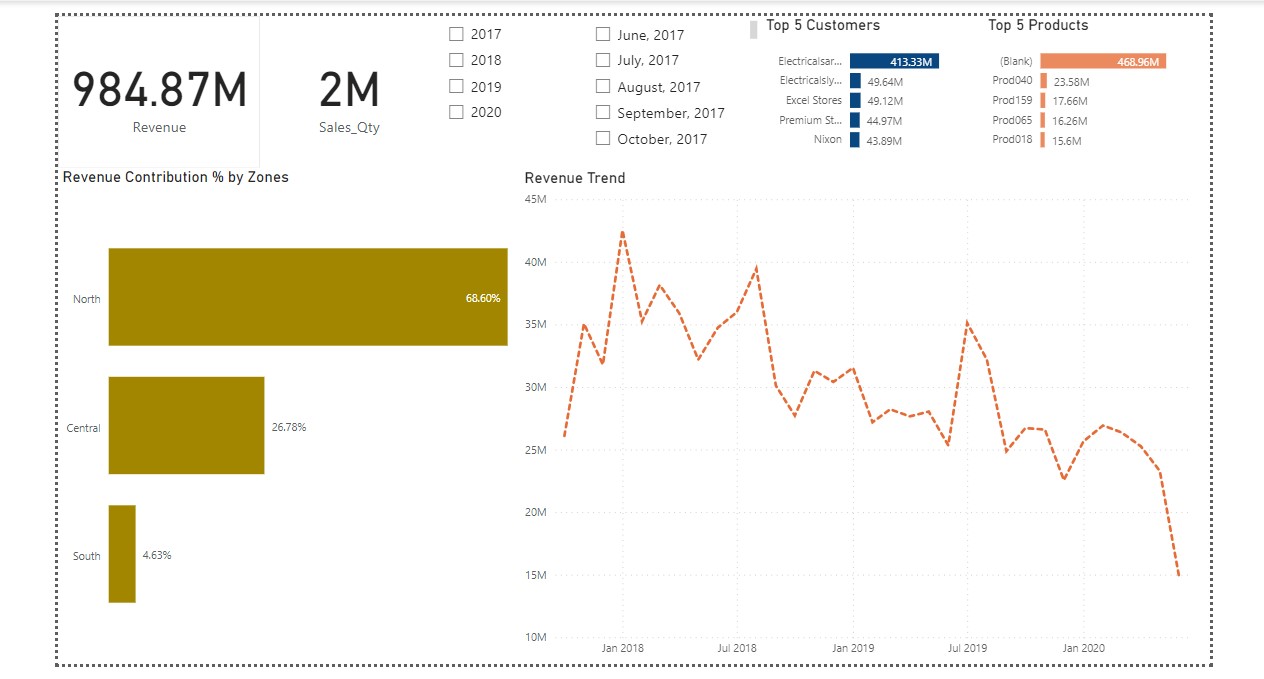 984.87M
Revenue
2M
Sales_Qty
2017
2018
2019
2020
June, 2017
July, 2017
August, 2017
September, 2017
October, 2017
Top 5 Customers
Electricalsar... 413.33M
Electricalsly... 49.64M
Excel Stores 49.12M
Premium St... 44.97M
Nixon 43.89M
Top 5 Products
(Blank) 468.96M
Prod040 23.58M
Prod159 17.66M
Prod065 16.26M
Prod018 15.6M
Revenue Contribution % by Zones
North 68.60%
Central 26.78%
South 4.63%
Revenue Trend
45M
40M
35M
30M
25M
20M
15M
10M
Jan 2018 Jul 2018 Jan 2019 Jul 2019 Jan 2020